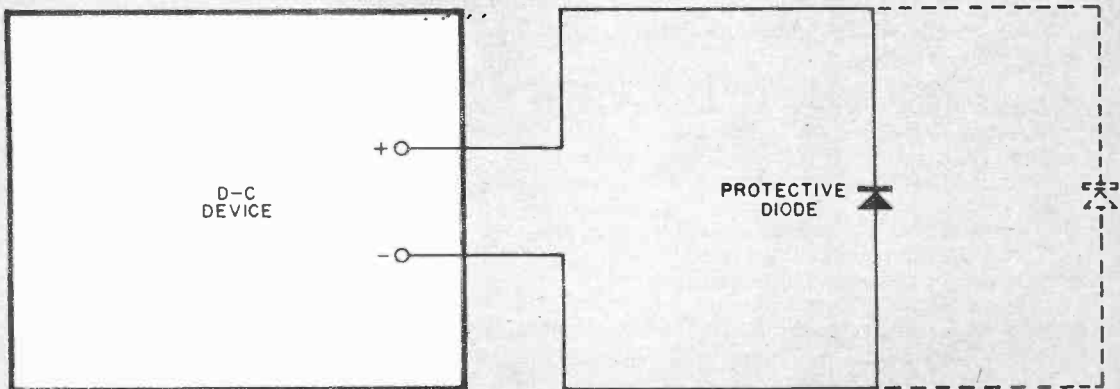 +
D-C
DEVICE
PROTECTIVE
DIODE
-